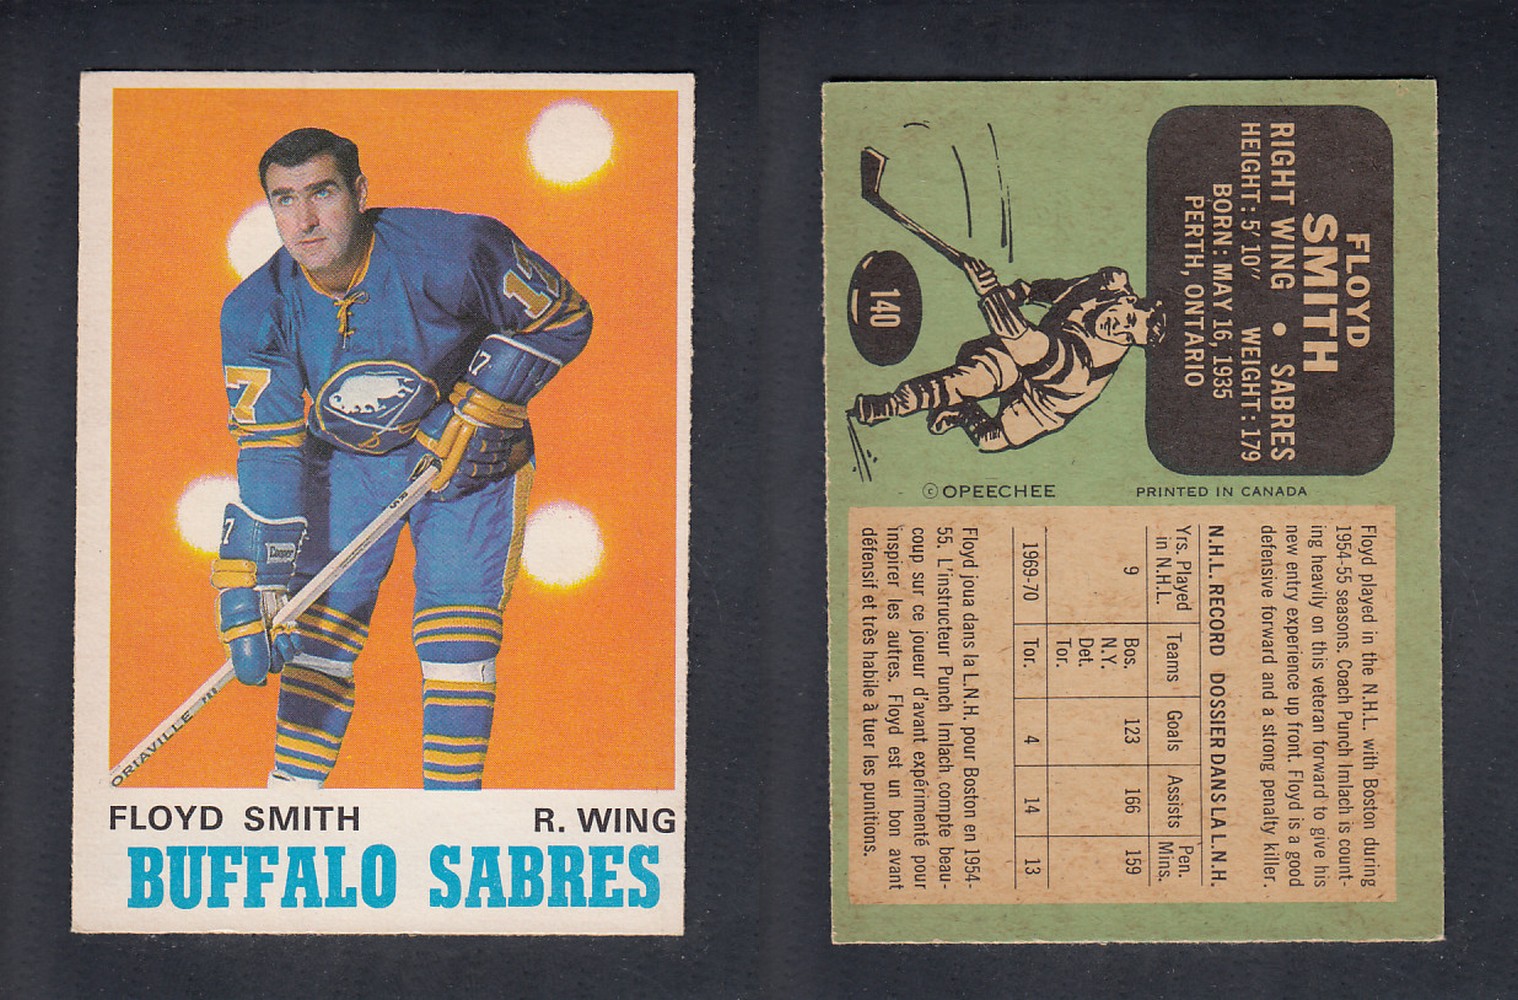 17
7
17
7
Cooper
ORIAVILLE
FLOYD SMITH R. WING
BUFFALO SABRES
FLOYD
SMITH
RIGHT WING • SABRES
HEIGHT: 5' 10" WEIGHT: 179
BORN: MAY 16, 1935
PERTH, ONTARIO
140
© OPEECHEE PRINTED IN CANADA
Floyd played in the N.H.L. with Boston during
1954-55 seasons. Coach Punch Imlach is count-
ing heavily on this veteran forward to give his
new entry experience up front. Floyd is a good
defensive forward and a strong penalty killer.
N.H.L. RECORD DOSSIER DANS LA L.N.H.
Yrs. Played in N.H.L. Teams Goals Assists Pen. Mins.
9 Bos. 123 166 159
N.Y.
Det.
Tor.
1969-70 Tor. 4 14 13
Floyd joua dans la L.N.H. pour Boston en 1954-
55. L'instructeur Punch Imlach compte beau-
coup sur ce joueur d'avant expérimenté pour
inspirer les autres. Floyd est un bon avant
défensif et très habile à tuer les punitions.